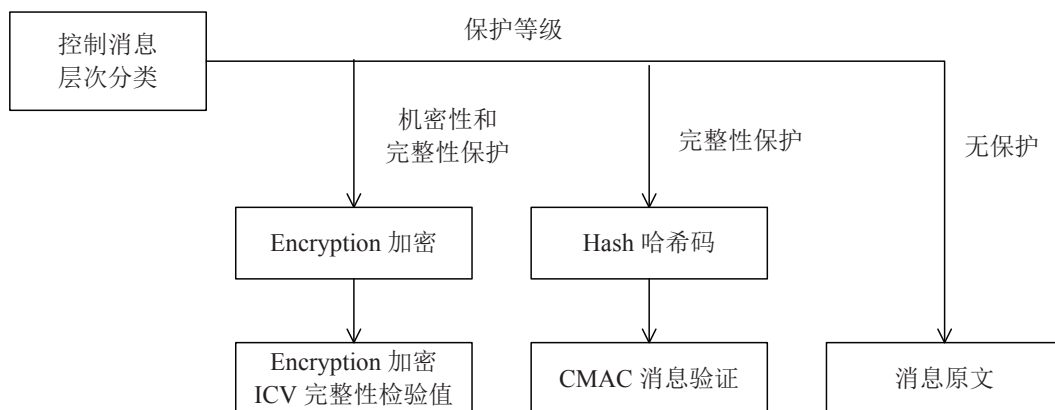 控制消息
层次分类
保护等级
机密性和
完整性保护
完整性保护
无保护
Encryption 加密
Hash 哈希码
Encryption 加密
ICV 完整性检验值
CMAC 消息验证
消息原文